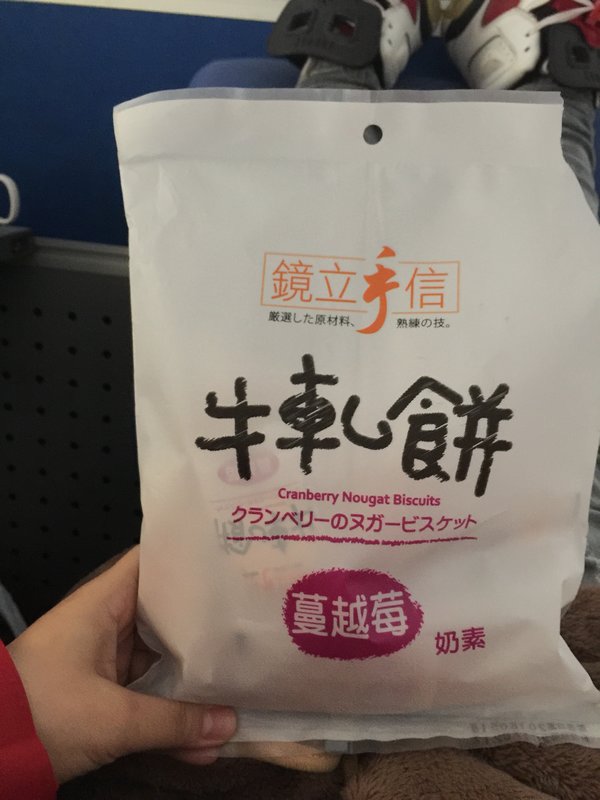 鏡立手信
厳選した原材料、熟練の技。
牛軋餅
Cranberry Nougat Biscuits
クランベリーのヌガービスケット
蔓越莓
奶素